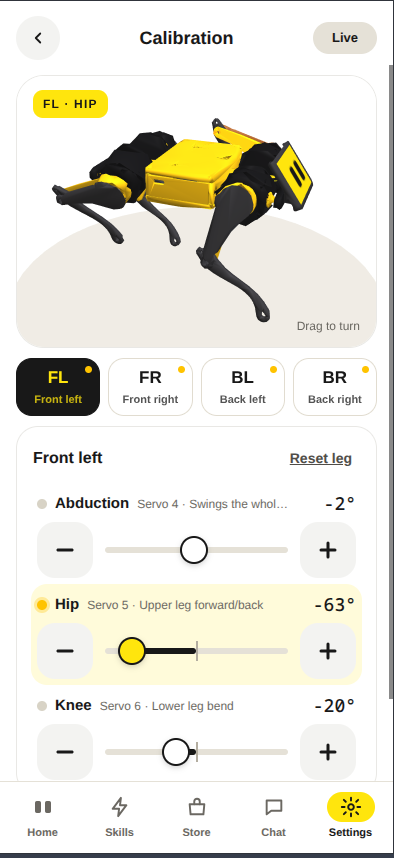 Calibration
Live
FL · HIP
Drag to turn
FL
Front left
FR
Front right
BL
Back left
BR
Back right
Front left
Reset leg
Abduction Servo 4 · Swings the whol… -2°
Hip Servo 5 · Upper leg forward/back -63°
Knee Servo 6 · Lower leg bend -20°
Home
Skills
Store
Chat
Settings